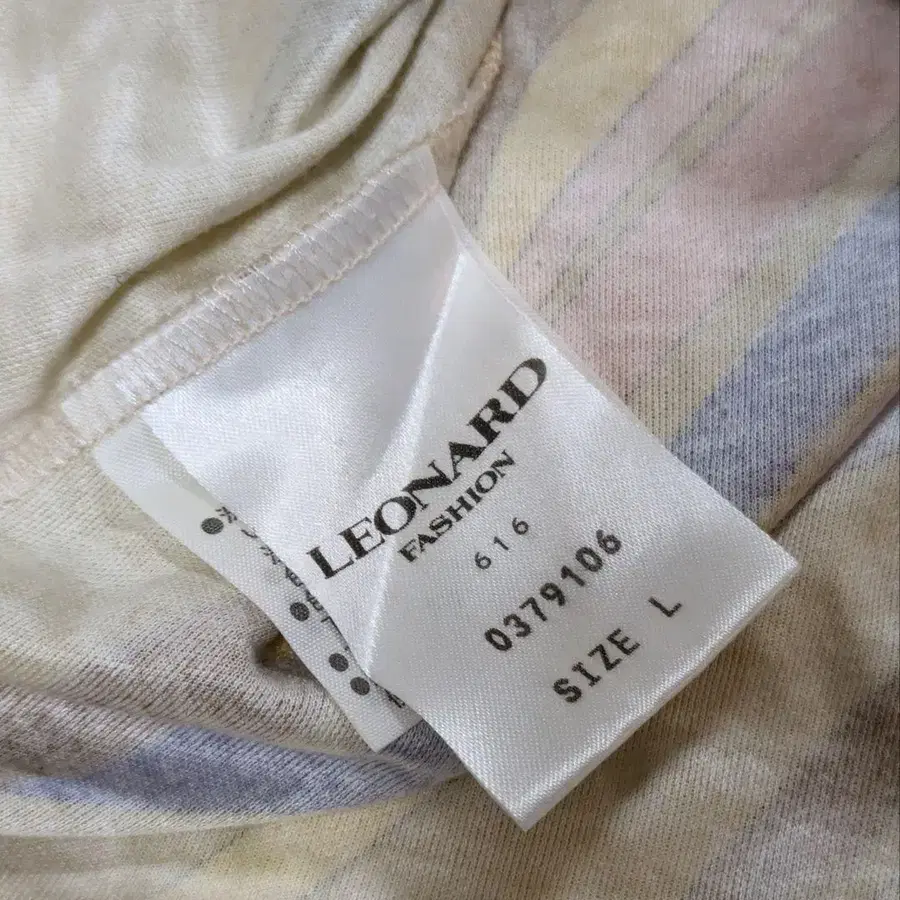 LEONARD
FASHION
616
0379106
SIZE L